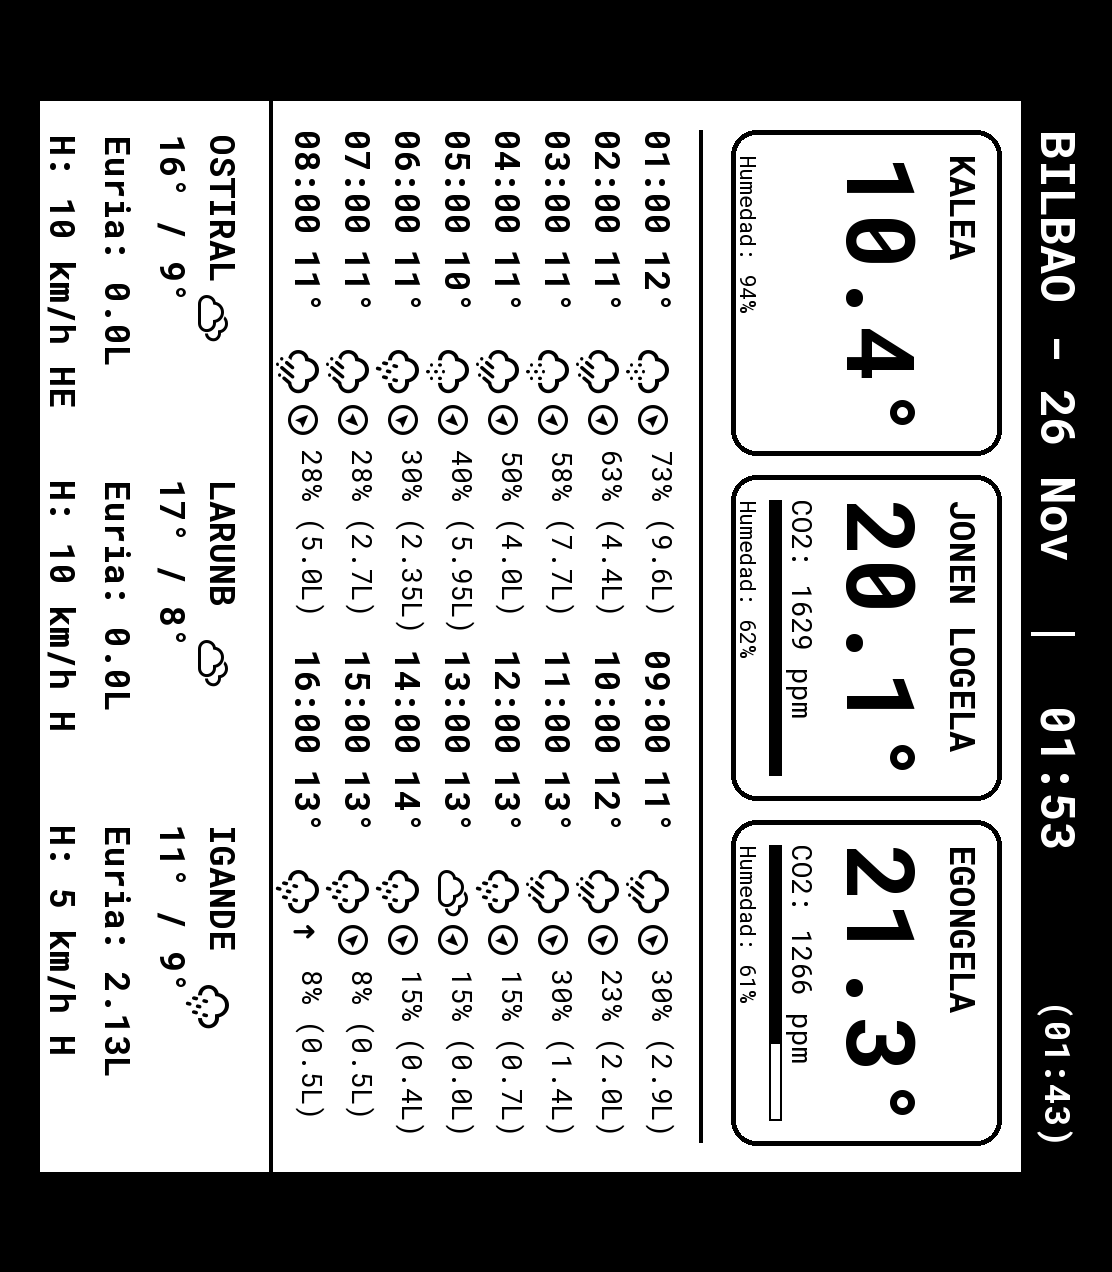 BILBAO - 26 Nov | 01:53 (01:43)
KALEA
10.4°
Humedad: 94%
JONEN LOGELA
20.1°
CO2: 1629 ppm
Humedad: 62%
EGONGELA
21.3°
CO2: 1266 ppm
Humedad: 61%
01:00 12° 73% (9.6L)
02:00 11° 63% (4.4L)
03:00 11° 58% (7.7L)
04:00 11° 50% (4.0L)
05:00 10° 40% (5.95L)
06:00 11° 30% (2.35L)
07:00 11° 28% (2.7L)
08:00 11° 28% (5.0L)
09:00 11° 30% (2.9L)
10:00 12° 23% (2.0L)
11:00 13° 30% (1.4L)
12:00 13° 15% (0.7L)
13:00 13° 15% (0.0L)
14:00 14° 15% (0.4L)
15:00 13° 8% (0.5L)
16:00 13° → 8% (0.5L)
OSTIRAL
16° / 9°
Euria: 0.0L
H: 10 km/h HE
LARUNB
17° / 8°
Euria: 0.0L
H: 10 km/h H
IGANDE
11° / 9°
Euria: 2.13L
H: 5 km/h H